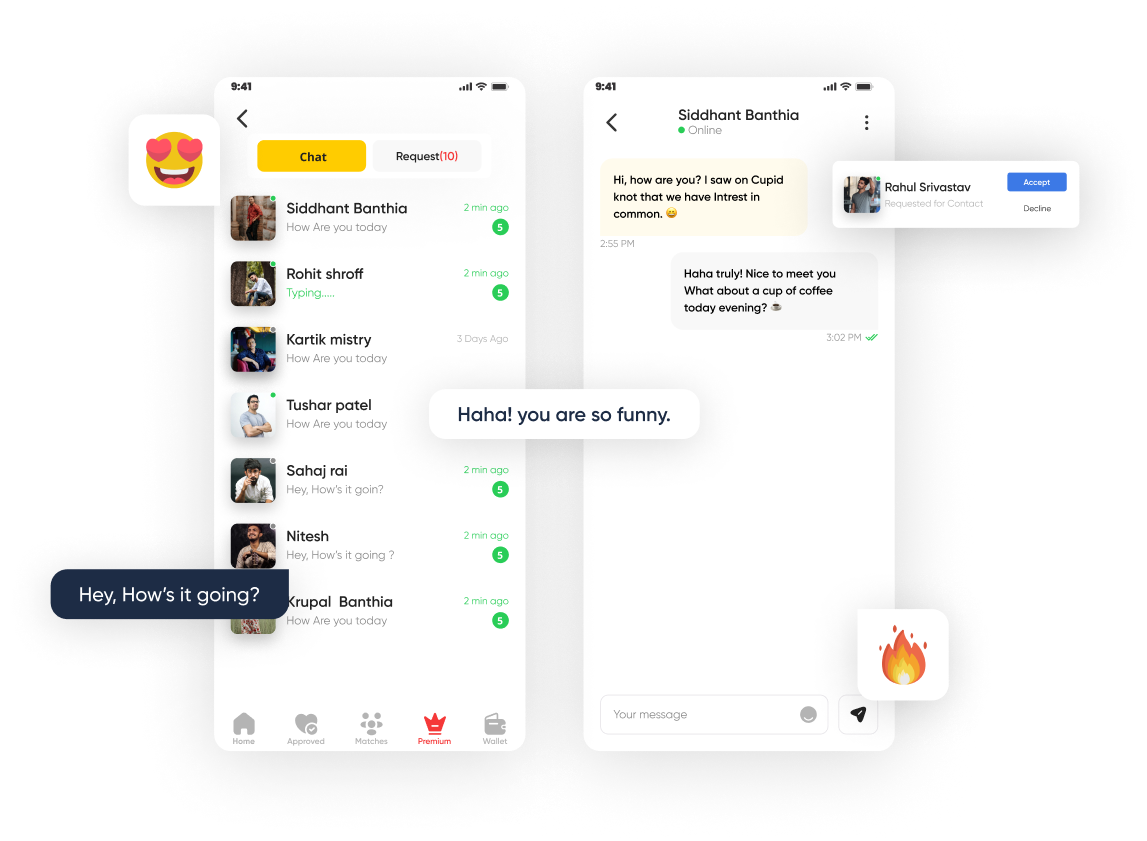 9:41
Chat
Request(10)
Siddhant Banthia
2 min ago
How Are you today
5
Rohit shroff
2 min ago
Typing.....
5
Kartik mistry
3 Days Ago
How Are you today
Tushar patel
How Are you today
Haha! you are so funny.
Sahaj rai
2 min ago
Hey, How's it goin?
5
Nitesh
2 min ago
Hey, How's it going ?
5
Hey, How's it going?
Krupal Banthia
2 min ago
How Are you today
5
Home
Approved
Matches
Premium
Wallet
9:41
Siddhant Banthia
Online
Hi, how are you? I saw on Cupid
knot that we have Intrest in
common. 😄
2:55 PM
Rahul Srivastav
Requested for Contact
Accept
Decline
Haha truly! Nice to meet you
What about a cup of coffee
today evening? ☕
3:02 PM
Your message